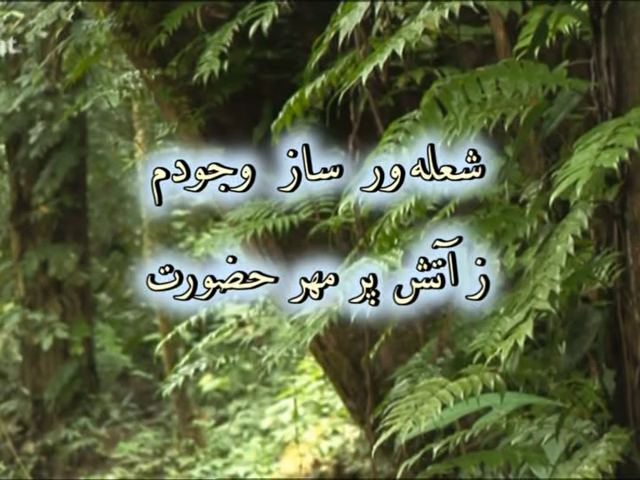 شعله‌ور ساز وجودم
ز آتش پر مهر حضورت